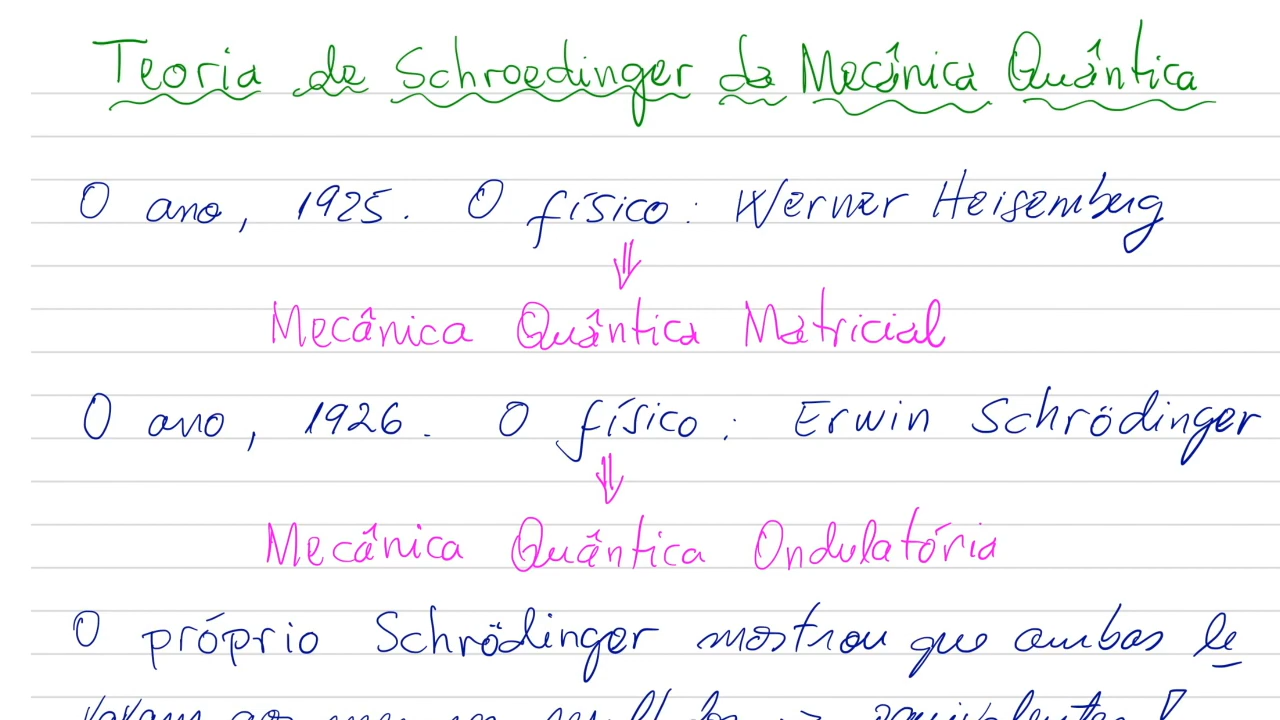 Teoria de Schroedinger da Mecânica Quântica
O ano, 1925. O físico: Werner Heisemberg
⇓
Mecânica Quântica Matricial
O ano, 1926. O físico: Erwin Schrödinger
⇓
Mecânica Quântica Ondulatória
O próprio Schrödinger mostrou que ambas le